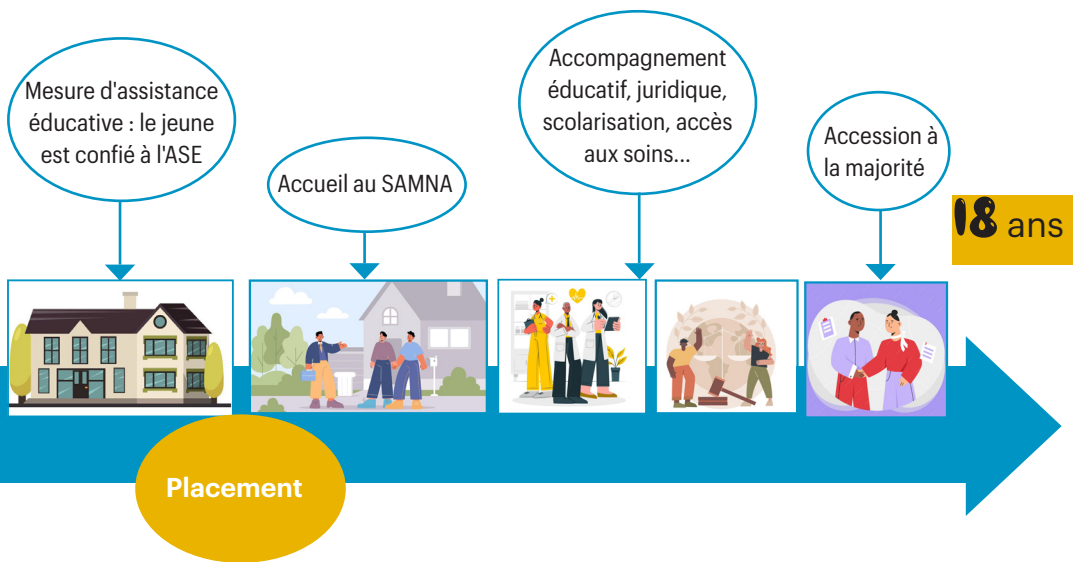 Mesure d'assistance
éducative : le jeune
est confié à l'ASE
Accueil au SAMNA
Accompagnement
éducatif, juridique,
scolarisation, accès
aux soins...
Accession à
la majorité
18 ans
Placement